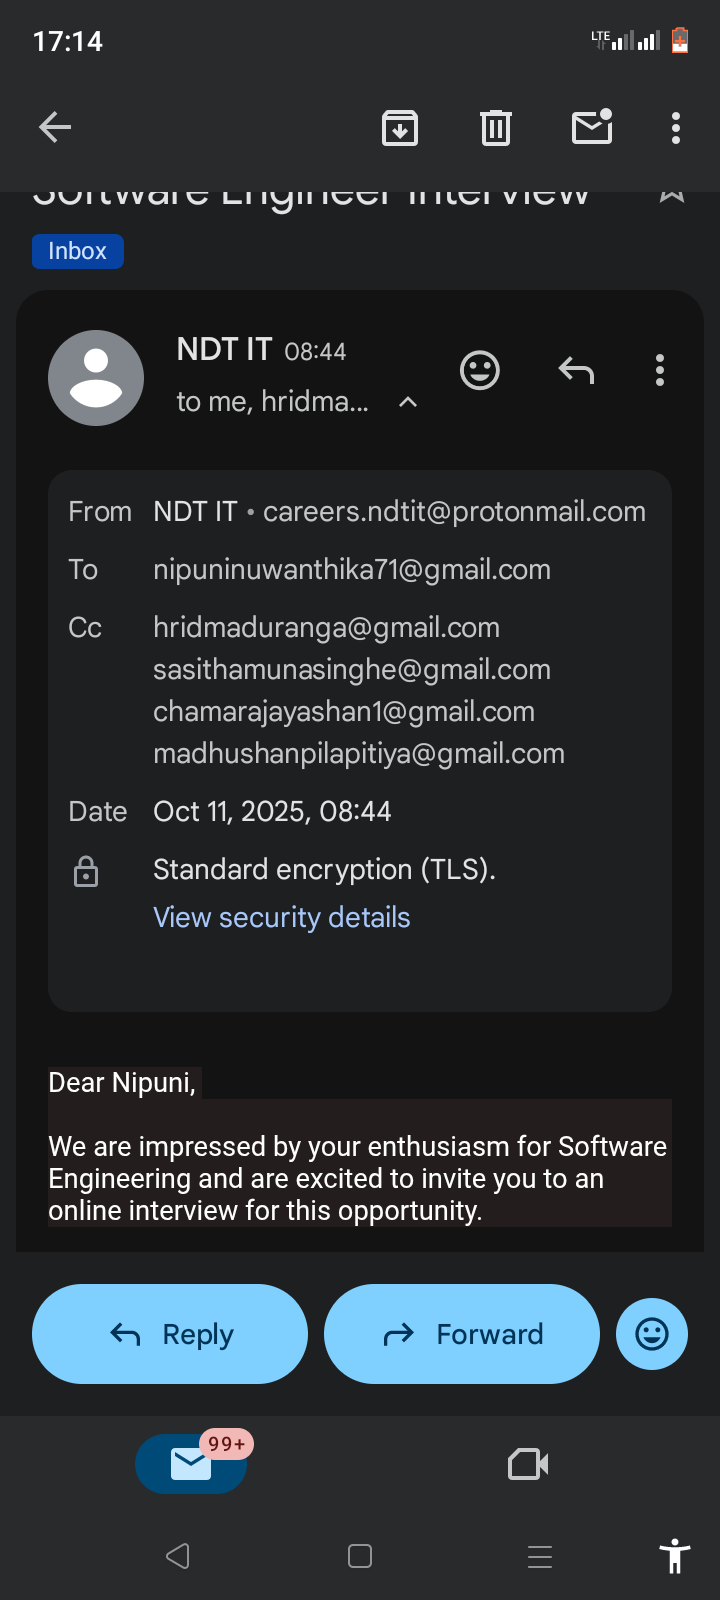 17:14
LTE
Software Engineer Interview
Inbox
NDT IT 08:44
to me, hridma...
From NDT IT • careers.ndtit@protonmail.com
To nipuninuwanthika71@gmail.com
Cc hridmaduranga@gmail.com
sasithamunasinghe@gmail.com
chamarajayashan1@gmail.com
madhushanpilapitiya@gmail.com
Date Oct 11, 2025, 08:44
Standard encryption (TLS).
View security details
Dear Nipuni,
We are impressed by your enthusiasm for Software
Engineering and are excited to invite you to an
online interview for this opportunity.
Reply Forward
99+